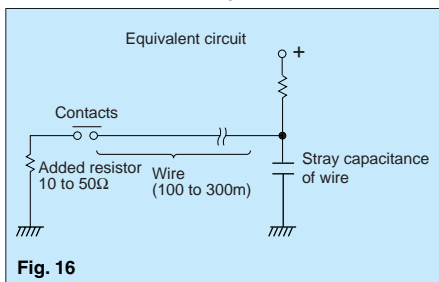 Equivalent circuit
+
Contacts
Added resistor
10 to 50Ω
Wire
(100 to 300m)
Stray capacitance
of wire
Fig. 16